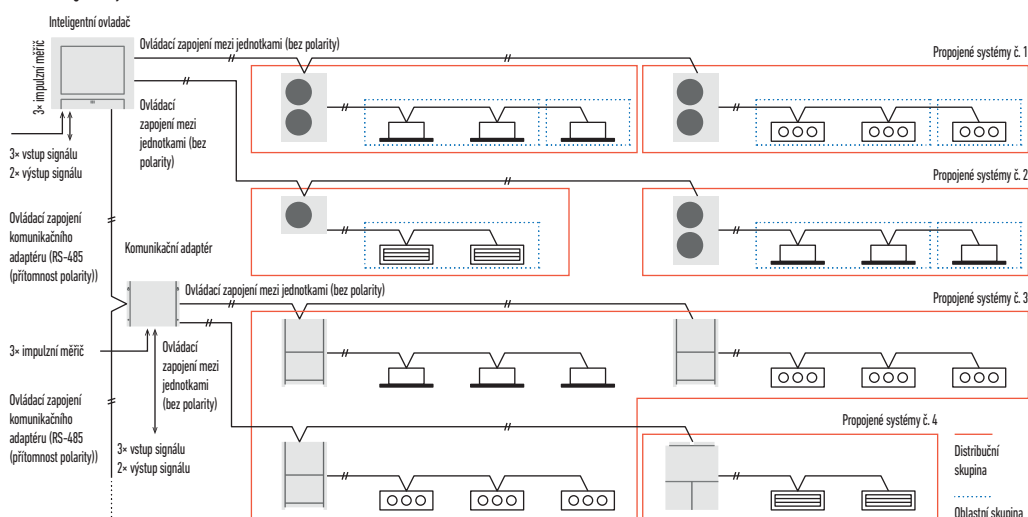 Inteligentní ovladač
3× impulzní měřič
Ovládací zapojení mezi jednotkami (bez polarity)
Propojené systémy č. 1
Ovládací
zapojení mezi
jednotkami (bez
polarity)
3× vstup signálu
2× výstup signálu
Propojené systémy č. 2
Ovládací zapojení
komunikačního
adaptéru (RS-485
(přítomnost polarity))
Komunikační adaptér
Ovládací zapojení mezi jednotkami (bez polarity)
Propojené systémy č. 3
3× impulzní měřič
Ovládací
zapojení mezi
jednotkami
(bez polarity)
Ovládací zapojení
komunikačního
adaptéru (RS-485
(přítomnost polarity))
3× vstup signálu
2× výstup signálu
Propojené systémy č. 4
Distribuční
skupina
Oblastní skupina